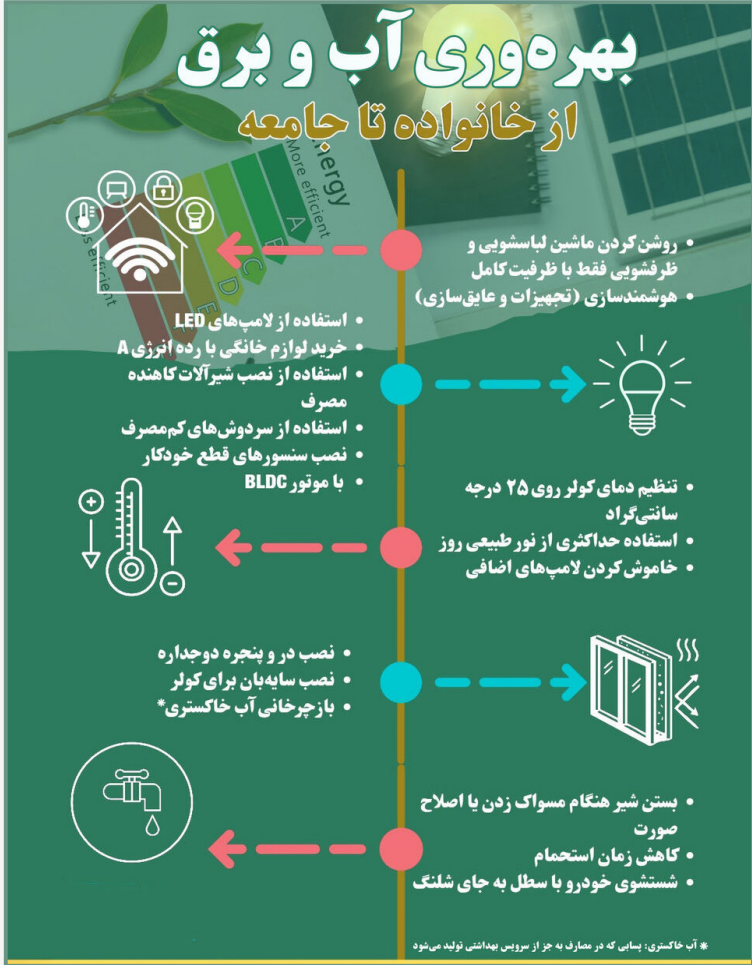 بهره‌وری آب و برق
از خانواده تا جامعه
Energy
More efficient
Less efficient
A
B
C
D
E
• روشن کردن ماشین لباسشویی و
ظرفشویی فقط با ظرفیت کامل
• هوشمندسازی (تجهیزات و عایق‌سازی)
• استفاده از لامپ‌های LED
• خرید لوازم خانگی با رده انرژی A
• استفاده از نصب شیرآلات کاهنده
مصرف
• استفاده از سردوش‌های کم‌مصرف
• نصب سنسورهای قطع خودکار
• با موتور BLDC
• تنظیم دمای کولر روی ۲۵ درجه
سانتی‌گراد
• استفاده حداکثری از نور طبیعی روز
• خاموش کردن لامپ‌های اضافی
• نصب در و پنجره دوجداره
• نصب سایه‌بان برای کولر
• بازچرخانی آب خاکستری*
• بستن شیر هنگام مسواک زدن یا اصلاح
صورت
• کاهش زمان استحمام
• شستشوی خودرو با سطل به جای شلنگ
* آب خاکستری: پسابی که در مصارف به جز از سرویس بهداشتی تولید می‌شود